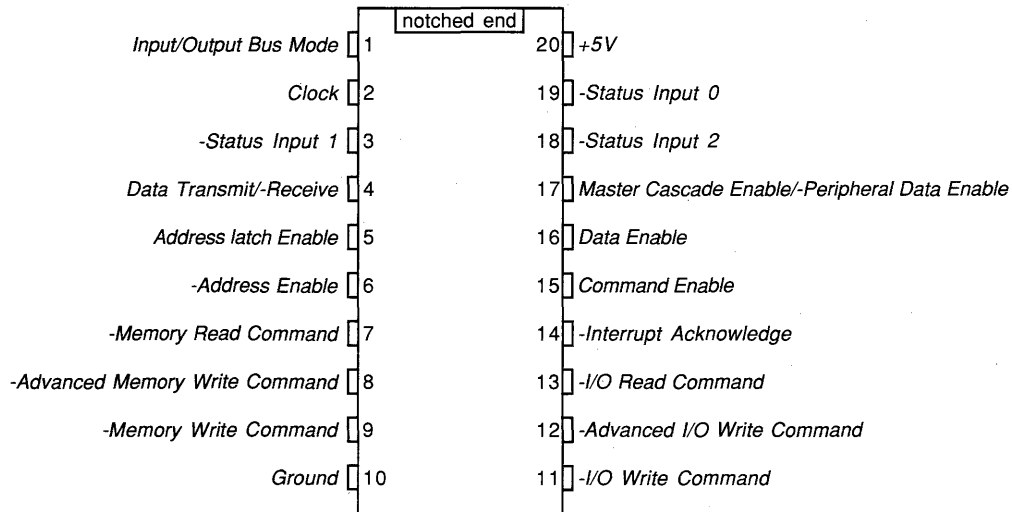 notched end
Input/Output Bus Mode 1 20 +5V
Clock 2 19 -Status Input 0
-Status Input 1 3 18 -Status Input 2
Data Transmit/-Receive 4 17 Master Cascade Enable/-Peripheral Data Enable
Address latch Enable 5 16 Data Enable
-Address Enable 6 15 Command Enable
-Memory Read Command 7 14 -Interrupt Acknowledge
-Advanced Memory Write Command 8 13 -I/O Read Command
-Memory Write Command 9 12 -Advanced I/O Write Command
Ground 10 11 -I/O Write Command